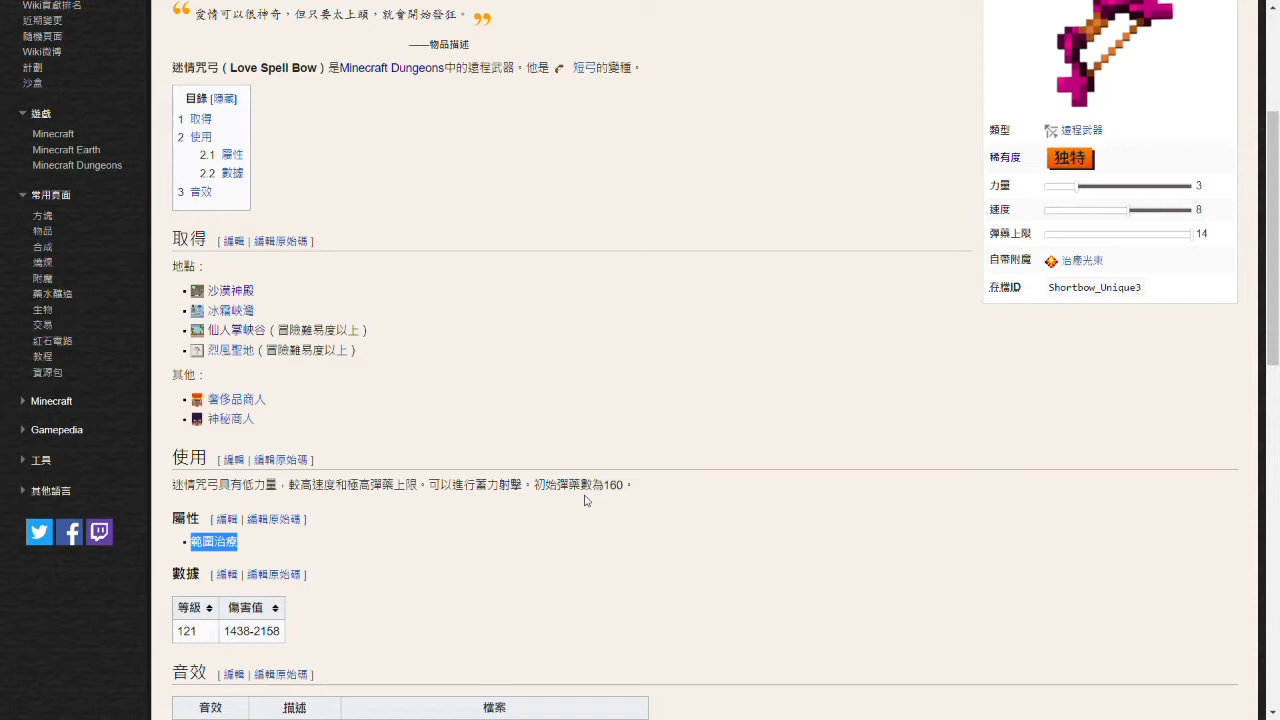 Wiki貢獻排名
近期變更
隨機頁面
Wiki微博
計劃
沙盒
遊戲
Minecraft
Minecraft Earth
Minecraft Dungeons
常用頁面
方塊
物品
合成
燒煉
附魔
藥水釀造
生物
交易
紅石電路
教程
資源包
Minecraft
Gamepedia
工具
其他語言
“ 愛情可以很神奇，但只要太上頭，就會開始發狂。 ”
——物品描述
迷情咒弓（Love Spell Bow）是Minecraft Dungeons中的遠程武器。他是 短弓的變種。
目錄 [隱藏]
1 取得
2 使用
2.1 屬性
2.2 數據
3 音效
取得 [ 編輯 | 編輯原始碼 ]
地點：
沙漠神殿
冰霜峽灣
仙人掌峽谷（冒險難易度以上）
烈風聖地（冒險難易度以上）
其他：
奢侈品商人
神秘商人
使用 [ 編輯 | 編輯原始碼 ]
迷情咒弓具有低力量，較高速度和極高彈藥上限。可以進行蓄力射擊。初始彈藥數為160。
屬性 [ 編輯 | 編輯原始碼 ]
範圍治療
數據 [ 編輯 | 編輯原始碼 ]
等級 傷害值
121 1438-2158
音效 [ 編輯 | 編輯原始碼 ]
音效 描述 檔案
類型 遠程武器
稀有度 独特
力量 3
速度 8
彈藥上限 14
自帶附魔 治癒光束
存檔ID Shortbow_Unique3